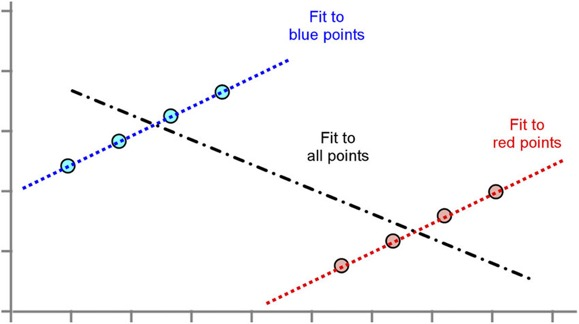 Fit to
blue points
Fit to
all points
Fit to
red points